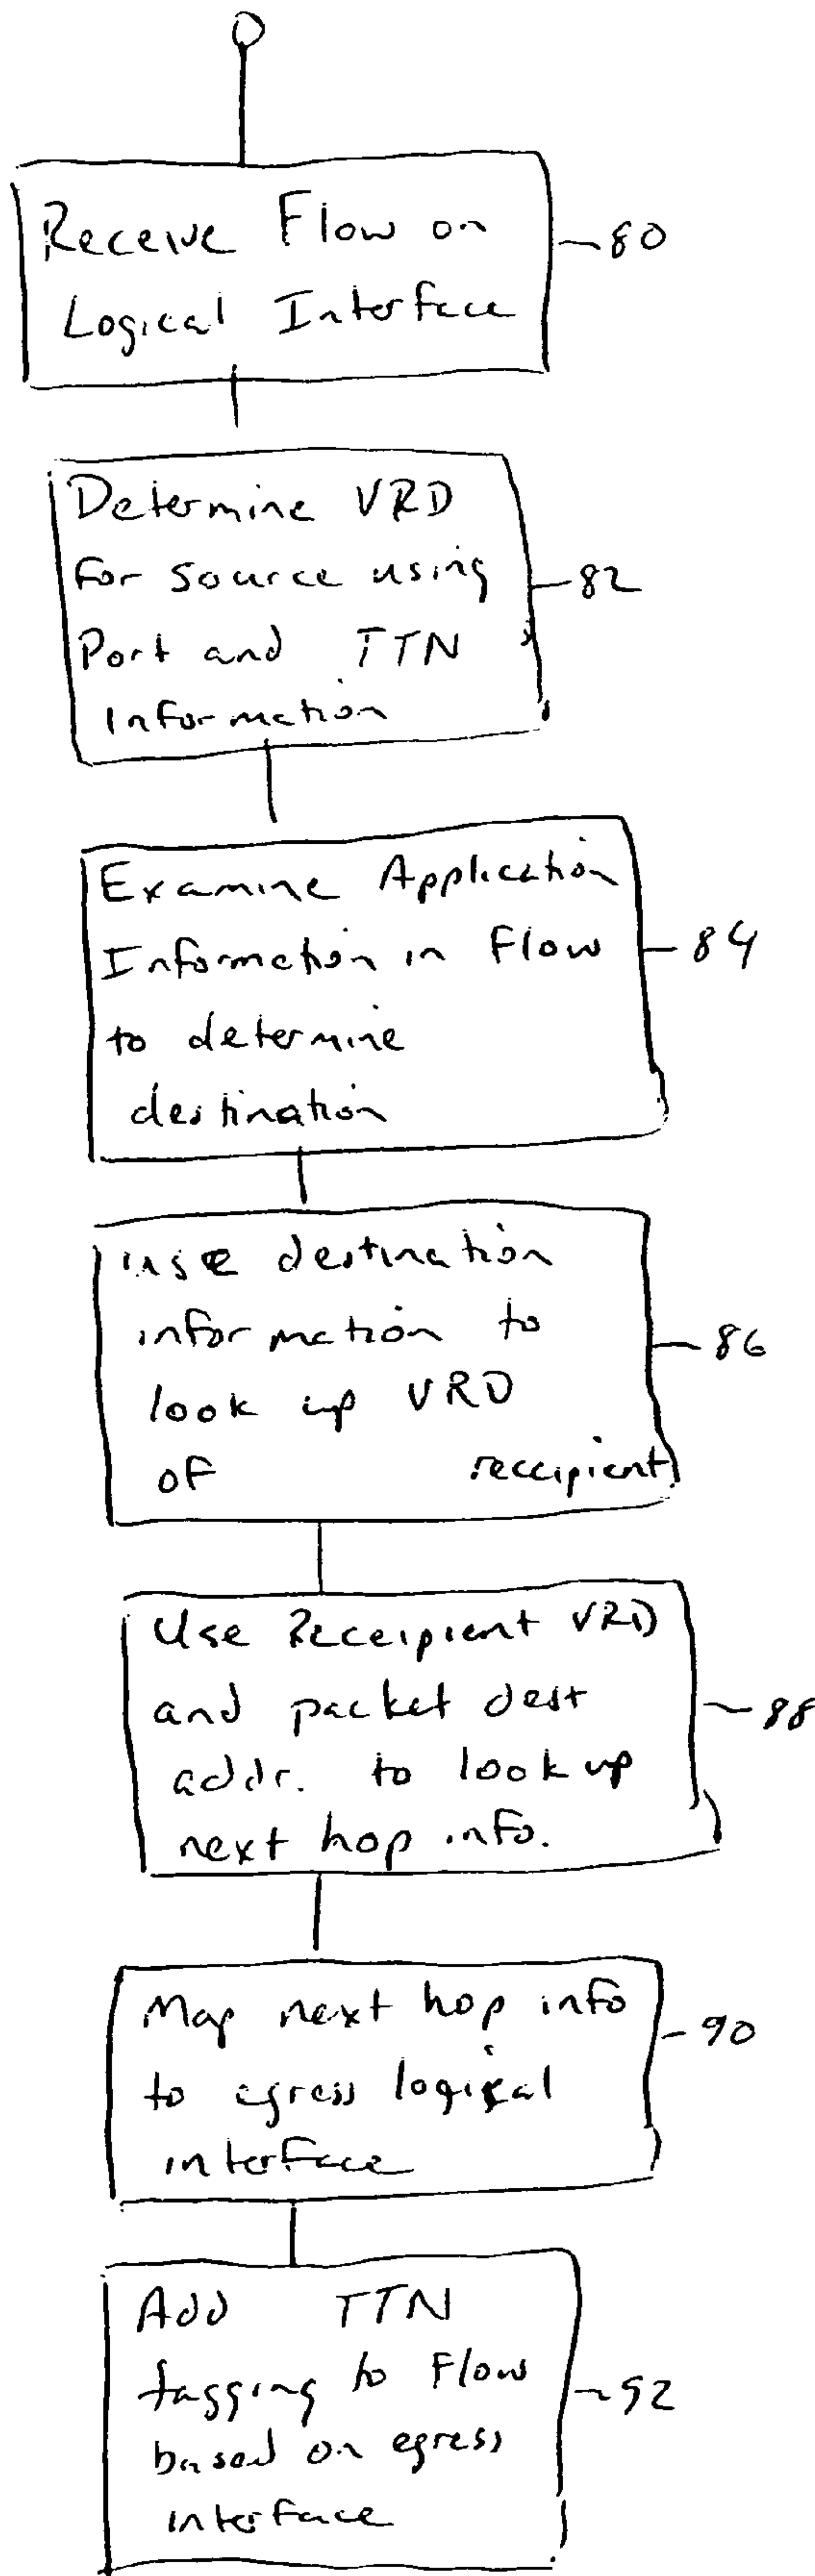 Receive Flow on
Logical Interface
80
Determine VRD
for source using
Port and TTN
Information
82
Examine Application
Information in Flow
to determine
destination
84
use destination
information to
look up VRD
of reccipient
86
Use Receipient VRD
and packet dest
addr. to lookup
next hop info.
88
Map next hop info
to egress logical
interface
90
Add TTN
tagging to Flow
based on egress
interface
92